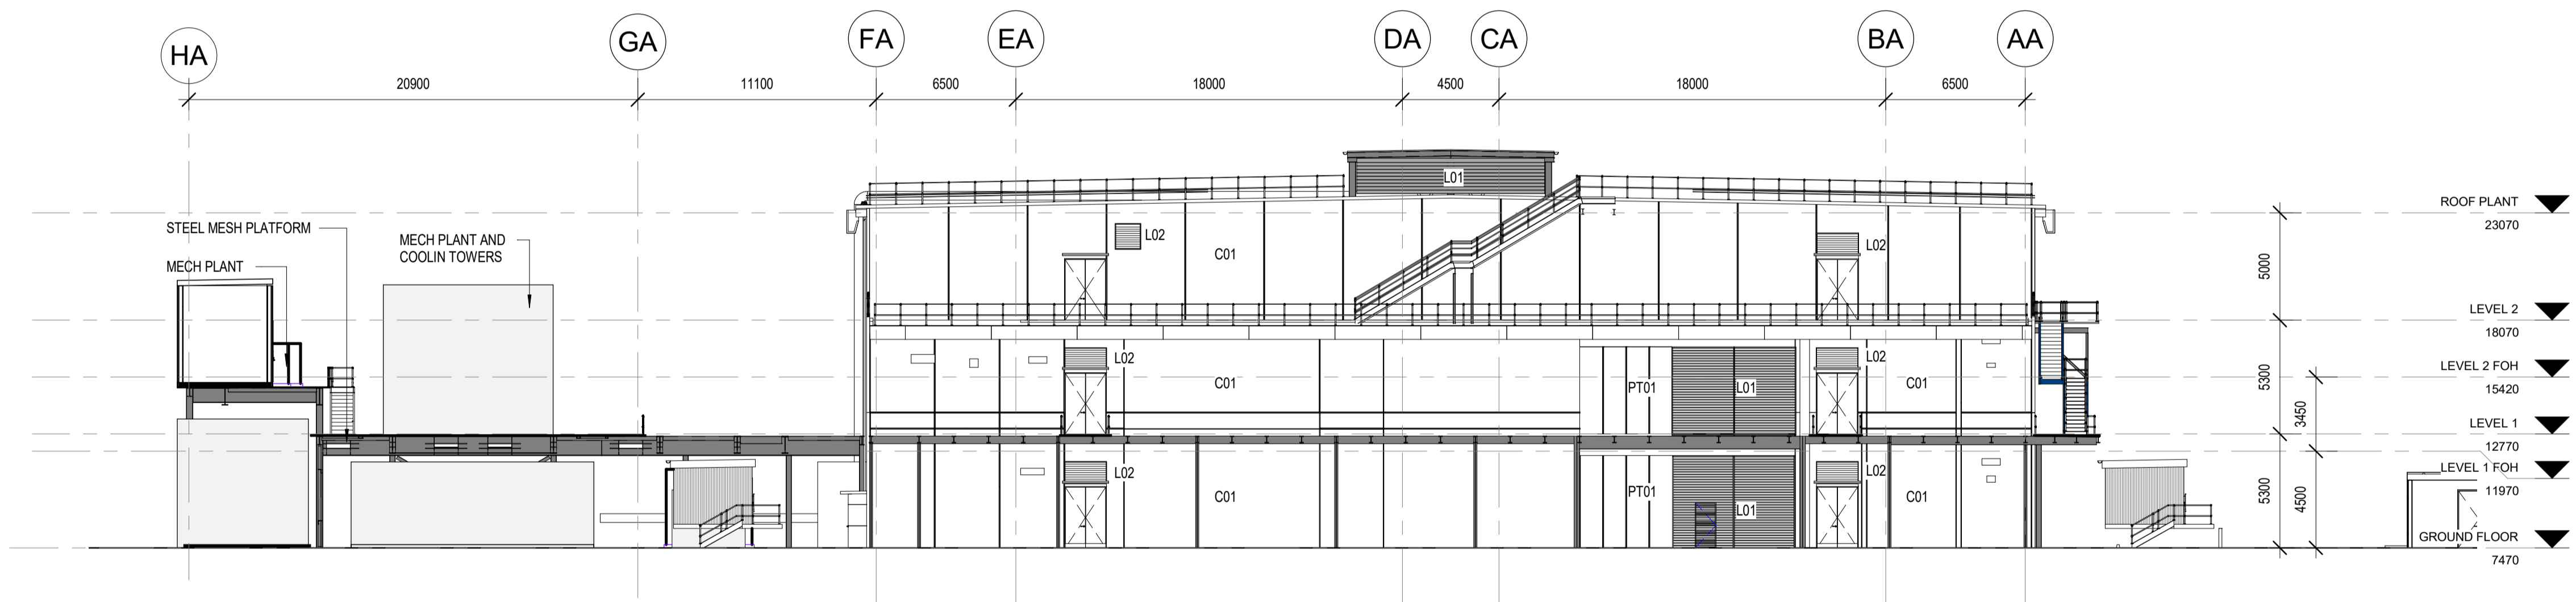 HA
GA
FA
EA
DA
CA
BA
AA
20900
11100
6500
18000
4500
18000
6500
L01
ROOF PLANT
23070
STEEL MESH PLATFORM
MECH PLANT AND
COOLIN TOWERS
MECH PLANT
L02
C01
L02
5000
LEVEL 2
18070
L02
C01
PT01
L01
L02
C01
5300
LEVEL 2 FOH
15420
3450
LEVEL 1
12770
L02
C01
PT01
L01
L02
C01
5300
4500
LEVEL 1 FOH
11970
GROUND FLOOR
7470